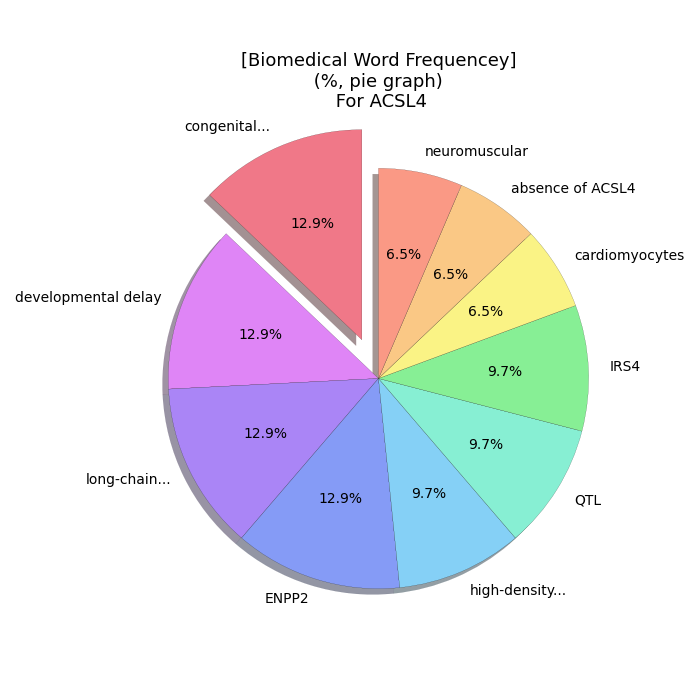 [Biomedical Word Frequencey]
(%, pie graph)
For ACSL4
congenital...
12.9%
neuromuscular
6.5%
absence of ACSL4
6.5%
cardiomyocytes
6.5%
IRS4
9.7%
QTL
9.7%
high-density...
9.7%
ENPP2
12.9%
long-chain...
12.9%
developmental delay
12.9%